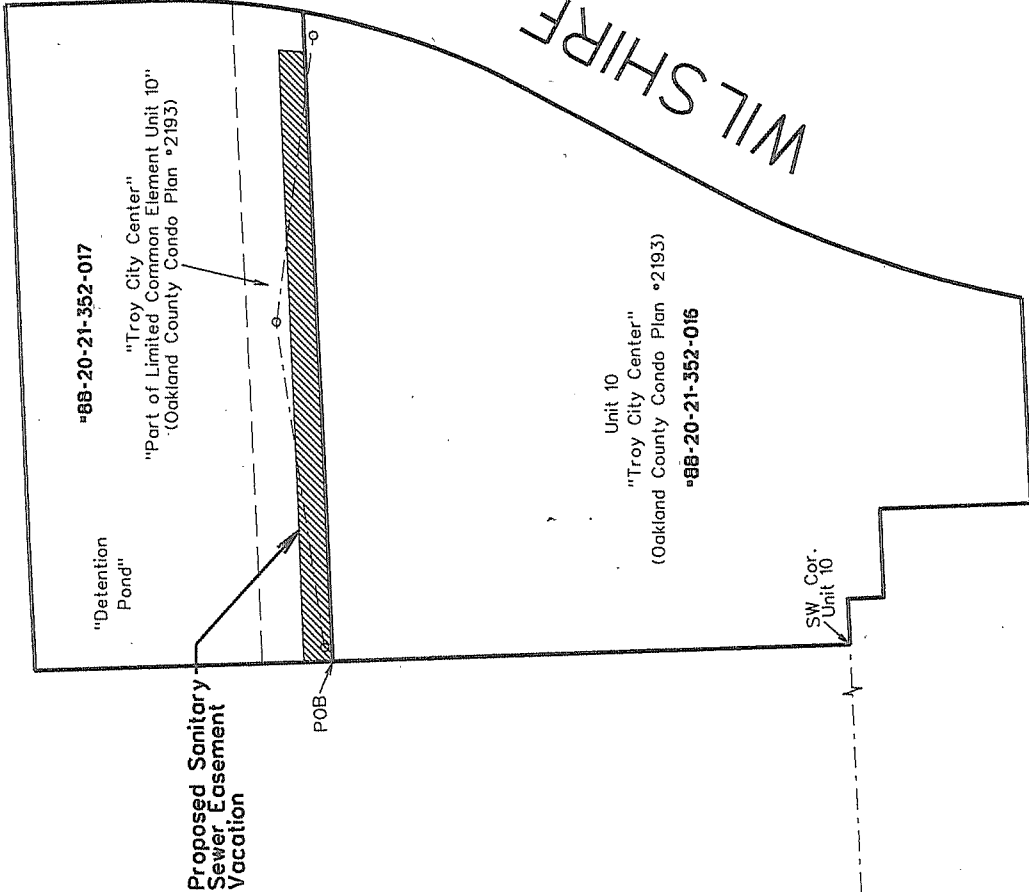 WILSHIRE
"88-20-21-352-017
"Troy City Center"
"Part of Limited Common Element Unit 10"
(Oakland County Condo Plan "2193)
"Detention
Pond"
Proposed Sanitary
Sewer Easement
Vacation
POB
Unit 10
"Troy City Center"
(Oakland County Condo Plan "2193)
"88-20-21-352-016
SW Cor.
Unit 10